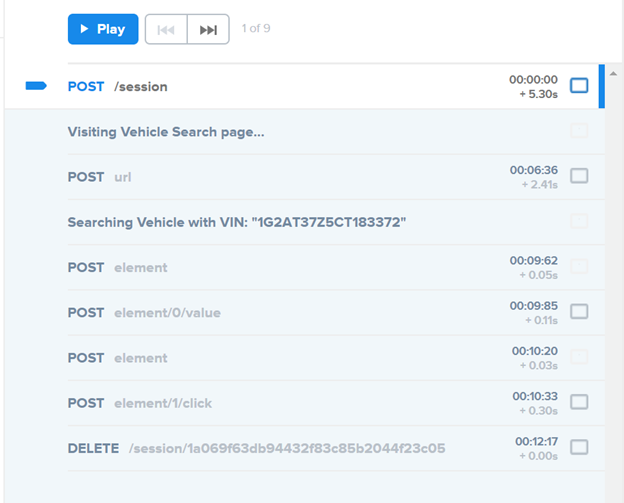 Play 1 of 9
POST /session 00:00:00
+ 5.30s
Visiting Vehicle Search page...
POST url 00:06:36
+ 2.41s
Searching Vehicle with VIN: "1G2AT37Z5CT183372"
POST element 00:09:62
+ 0.05s
POST element/0/value 00:09:85
+ 0.11s
POST element 00:10:20
+ 0.03s
POST element/1/click 00:10:33
+ 0.30s
DELETE /session/1a069f63db94432f83c85b2044f23c05 00:12:17
+ 0.00s